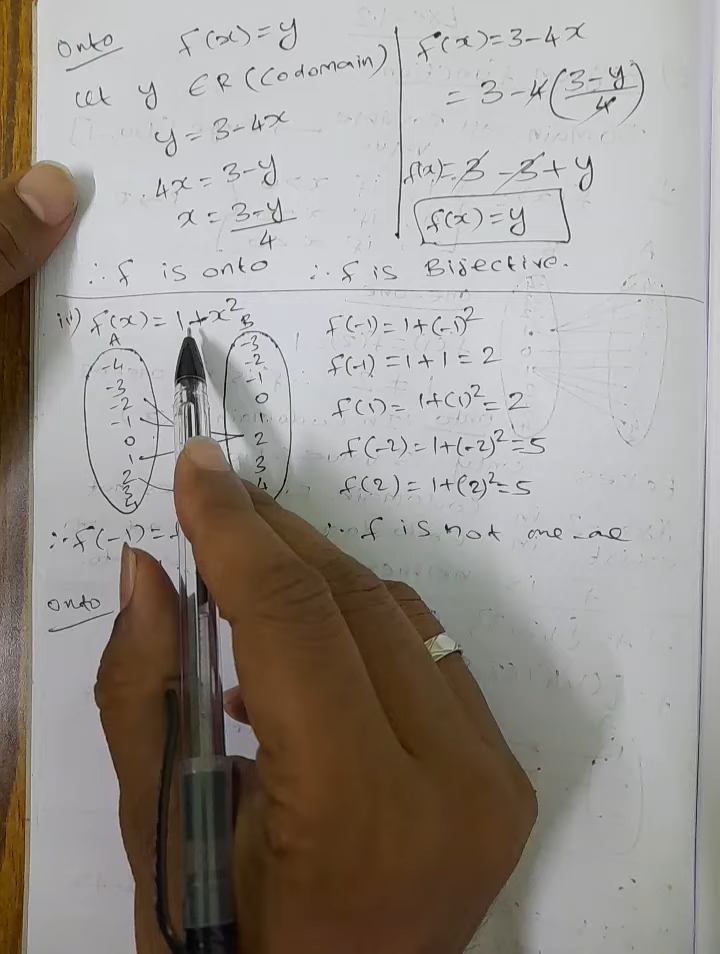 Onto f(x) = y
Let y ∈ R (Codomain)
y = 3 - 4x
4x = 3 - y
x = 3-y/4
f(x) = 3 - 4x
= 3 - 4(3-y/4)
f(x) = 3 - 3 + y
f(x) = y
∴ f is onto ∴ f is Bijective.
f(x) = 1 + x²
A
-4
-3
-2
-1
0
1
2
3
B
-3
-2
-1
0
1
2
3
4
f(-1) = 1+(-1)²
f(-1) = 1+1 = 2
f(1) = 1+(1)² = 2
f(-2) = 1+(-2)² = 5
f(2) = 1+(2)² = 5
∴ f(-1) = ∴ f is not one-one
Onto